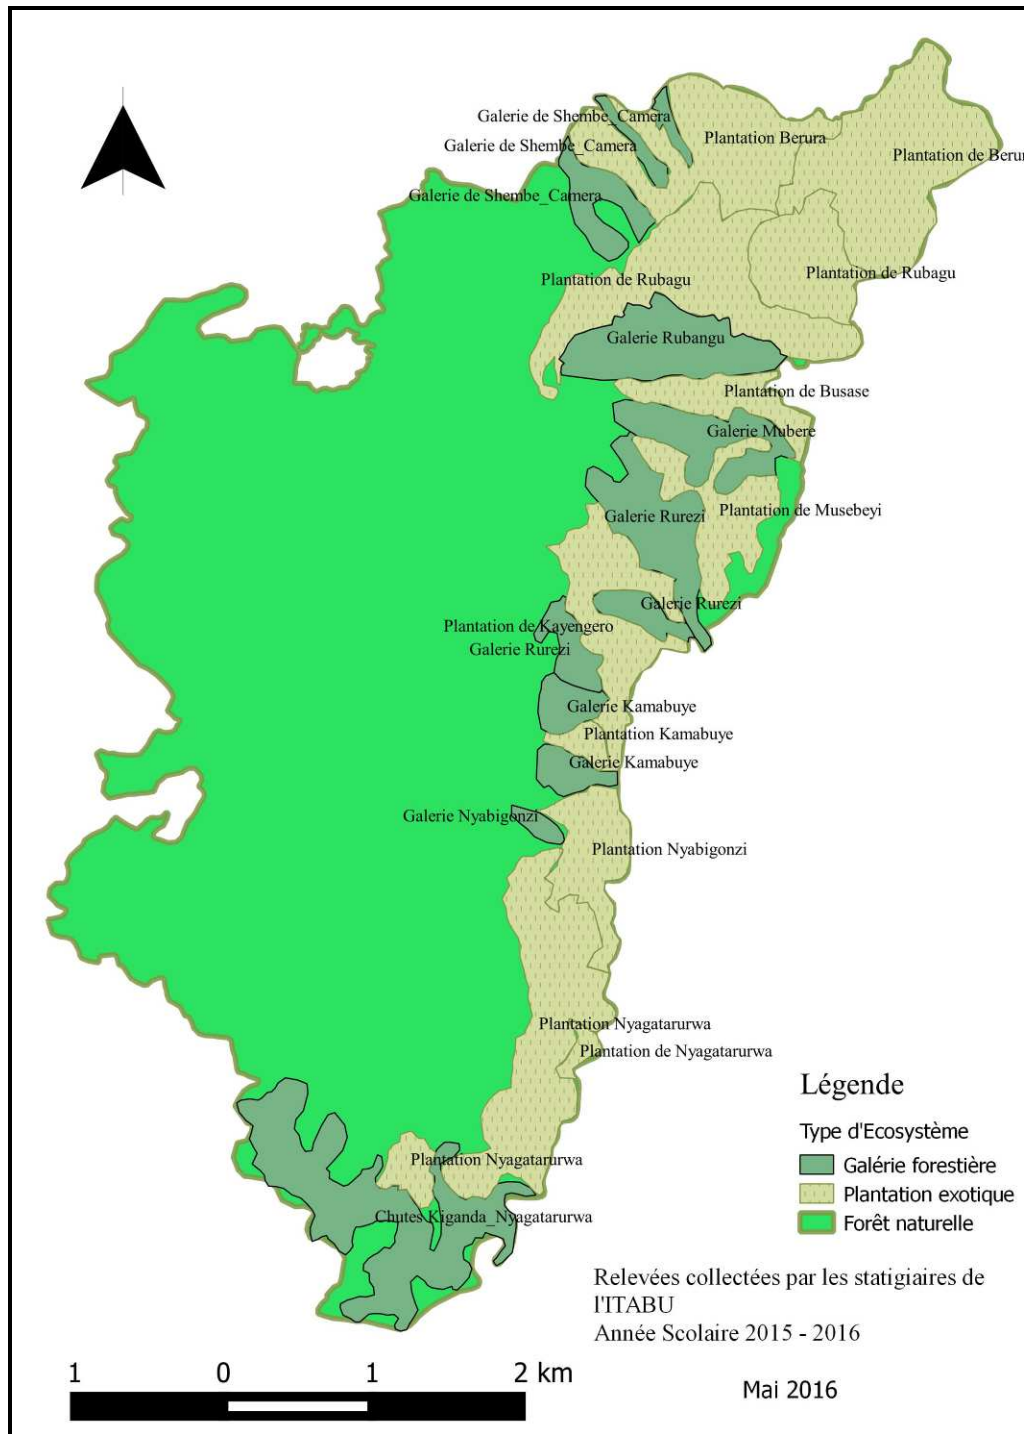 Galerie de Shembe_Camera
Plantation Berura
Galerie de Shembe_Camera
Plantation de Berur
Galerie de Shembe_Camera
Plantation de Rubagu
Plantation de Rubagu
Galerie Rubangu
Plantation de Busase
Galerie Mubere
Plantation de Musebeyi
Galerie Rurezi
Galerie Rurezi
Plantation de Kayengero
Galerie Rurezi
Galerie Kamabuye
Plantation Kamabuye
Galerie Kamabuye
Galerie Nyabigonzi
Plantation Nyabigonzi
Plantation Nyagatarurwa
Plantation de Nyagatarurwa
Plantation Nyagatarurwa
Chutes Kiganda_Nyagatarurwa
Légende
Type d'Ecosystème
Galérie forestière
Plantation exotique
Forêt naturelle
Relevées collectées par les statigiaires de
l'ITABU
Année Scolaire 2015 - 2016
1 0 1 2 km
Mai 2016